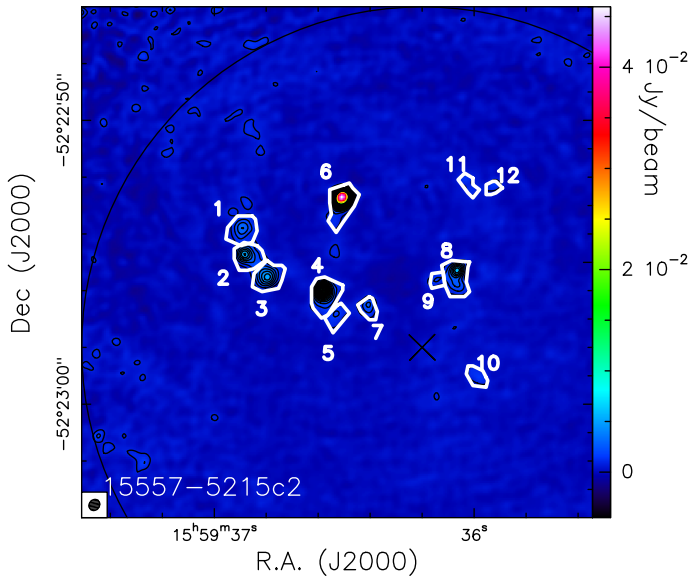 −52°22'50"
−52°23'00"
Dec (J2000)
1
2
3
4
5
6
7
8
9
10
11
12
15557−5215c2
15ʰ59ᵐ37ˢ
36ˢ
R.A. (J2000)
4 10⁻²
2 10⁻²
0
Jy/beam